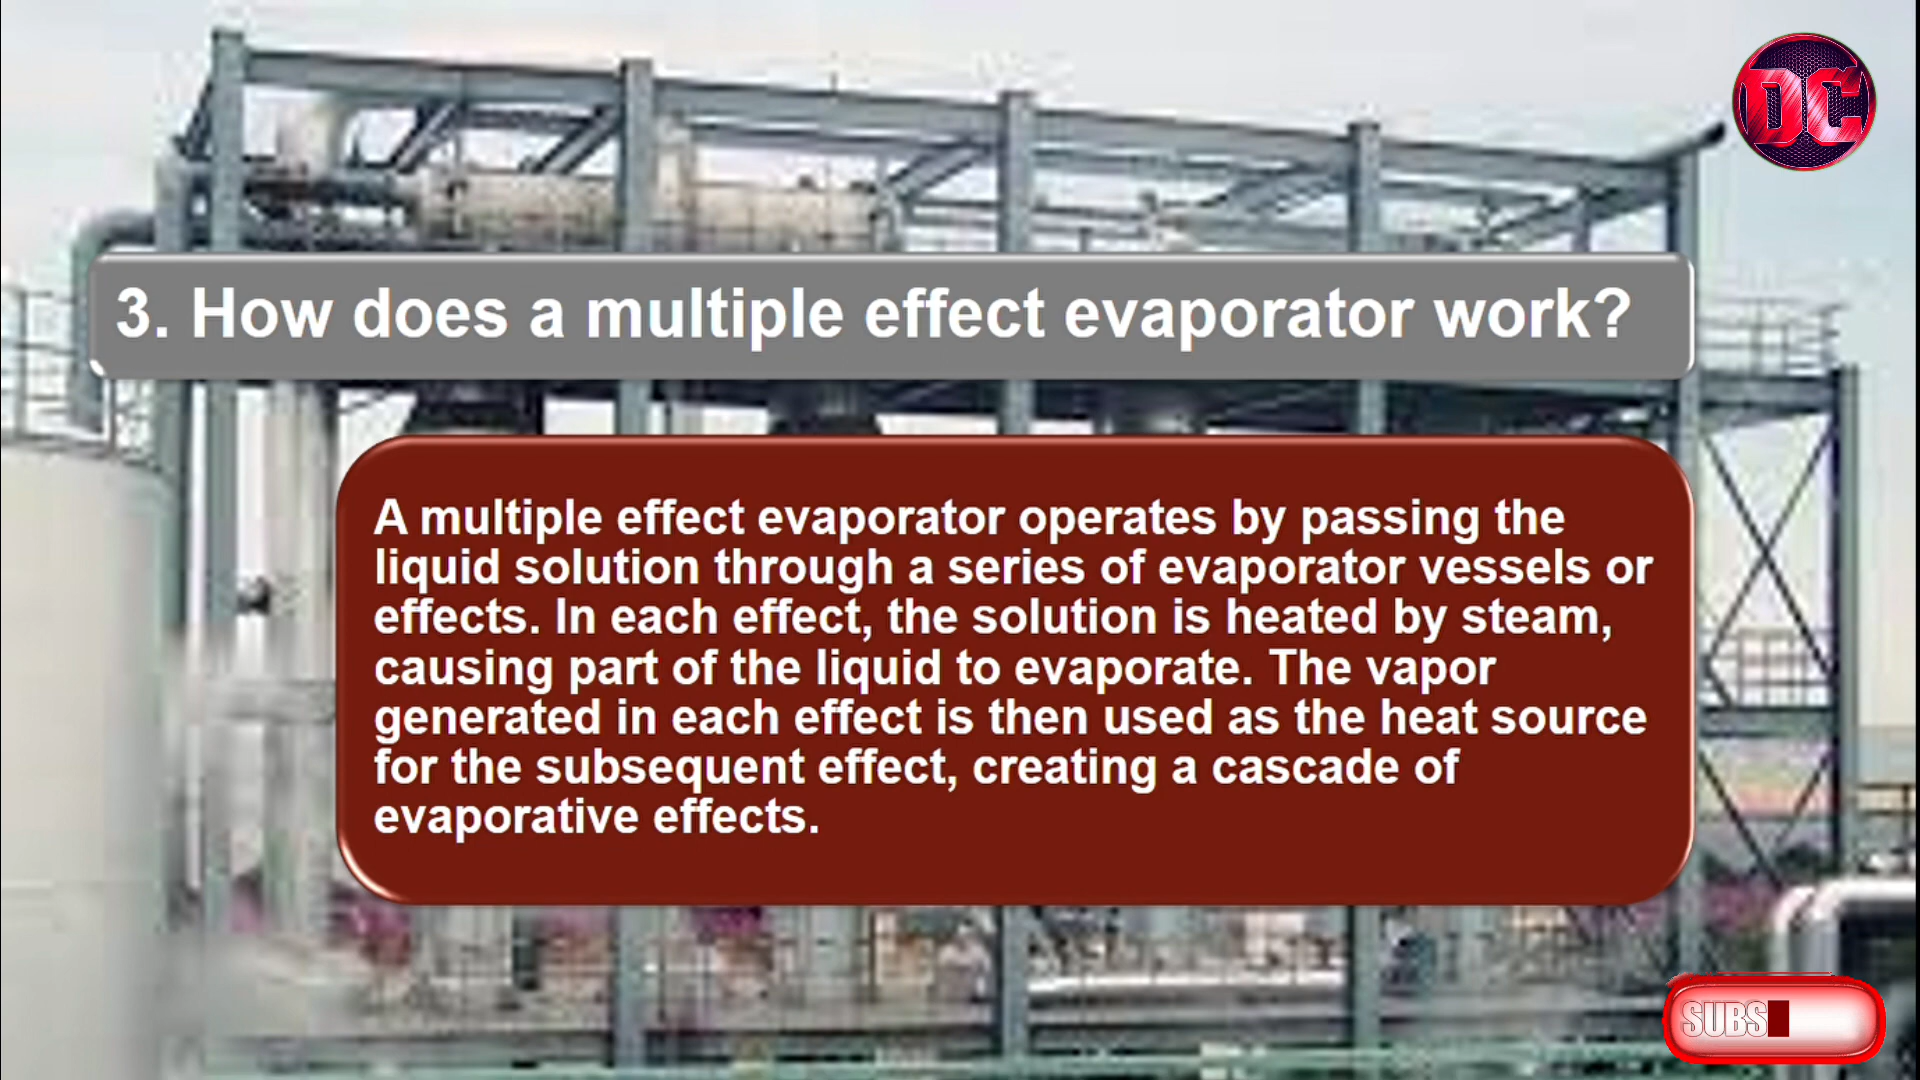 DC
3. How does a multiple effect evaporator work?
A multiple effect evaporator operates by passing the
liquid solution through a series of evaporator vessels or
effects. In each effect, the solution is heated by steam,
causing part of the liquid to evaporate. The vapor
generated in each effect is then used as the heat source
for the subsequent effect, creating a cascade of
evaporative effects.
SUBS